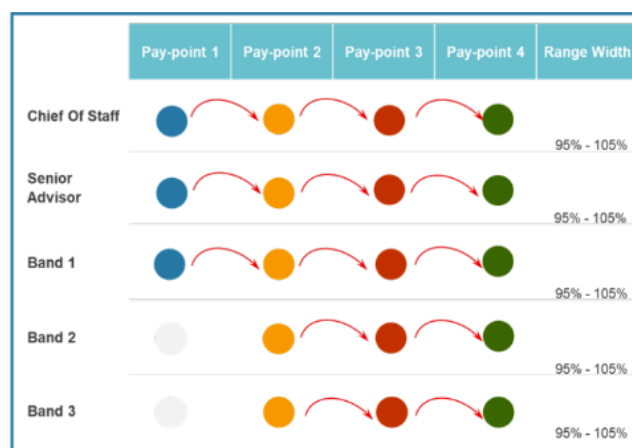 Pay-point 1 Pay-point 2 Pay-point 3 Pay-point 4 Range Width
Chief Of Staff
95% - 105%
Senior
Advisor
95% - 105%
Band 1
95% - 105%
Band 2
95% - 105%
Band 3
95% - 105%